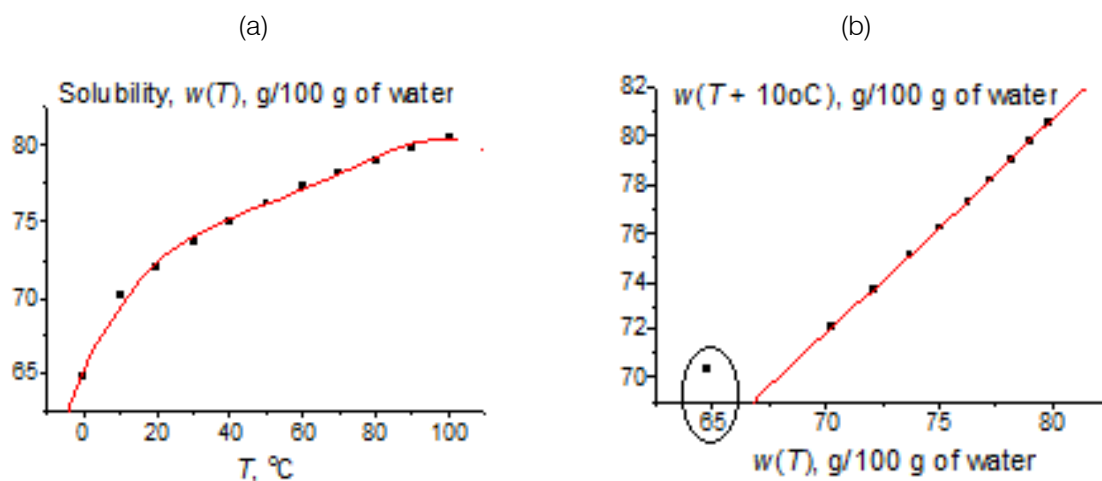 (a)
Solubility, w(T), g/100 g of water
80
75
70
65
0 20 40 60 80 100
T, °C
(b)
82
w(T + 10oC), g/100 g of water
80
78
76
74
72
70
65 70 75 80
w(T), g/100 g of water